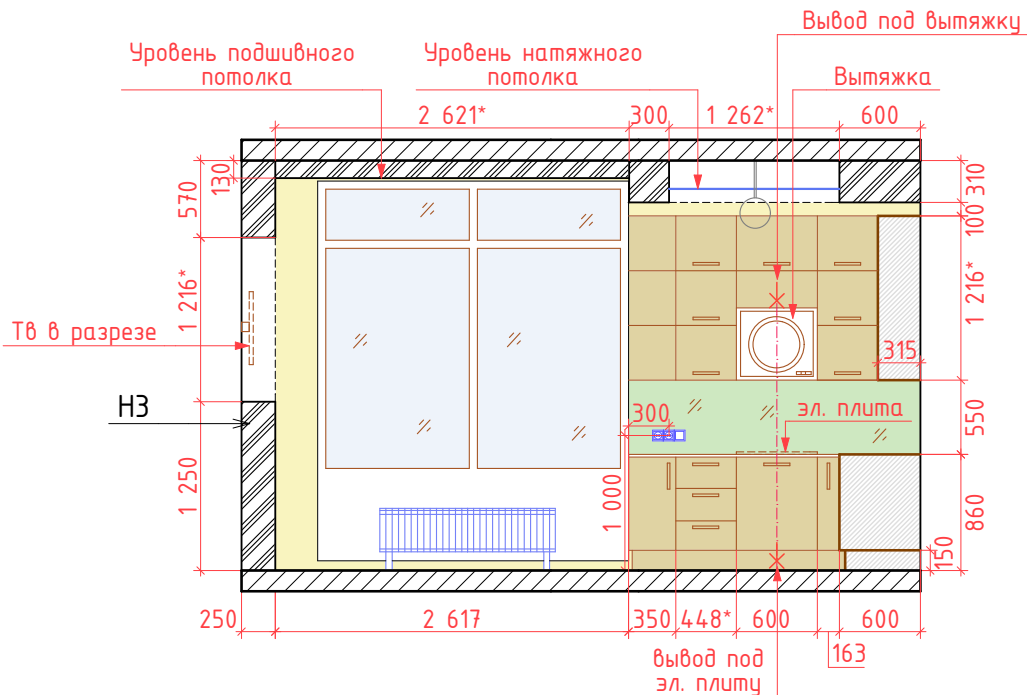 Вывод под вытяжку
Уровень подшивного
потолка
Уровень натяжного
потолка
Вытяжка
2 621*
300
1 262*
600
570
130
310
100
1 216*
1 216*
Тв в разрезе
315
Н3
300
эл. плита
550
1 250
1 000
860
150
250
2 617
350
448*
600
600
163
вывод под
эл. плиту